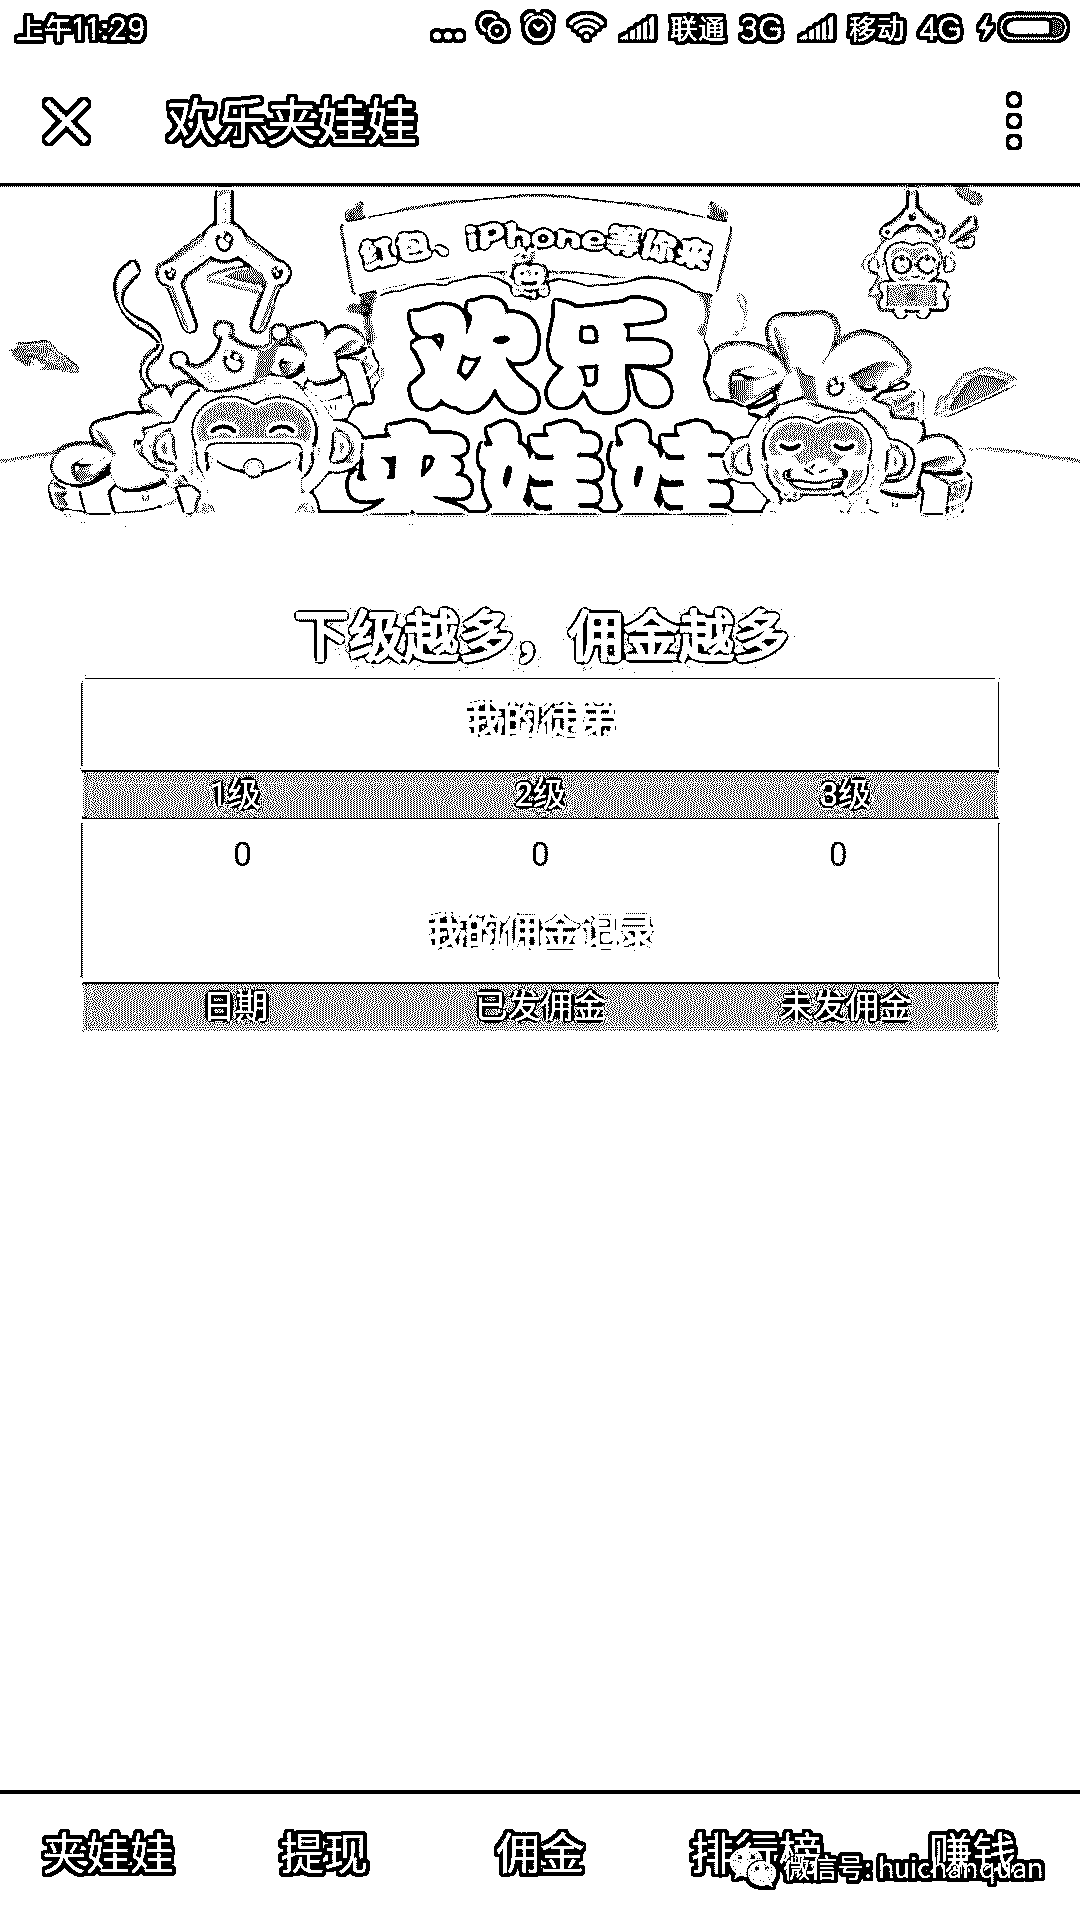 上午11:29 ... 联通 3G 移动 4G
欢乐夹娃娃
红包、iPhone等你来
欢乐
夹娃娃
下级越多，佣金越多
我的徒弟
1级 2级 3级
0 0 0
我的佣金记录
日期 已发佣金 未发佣金
夹娃娃 提现 佣金 排行榜 赚钱
微信号: huichanquan